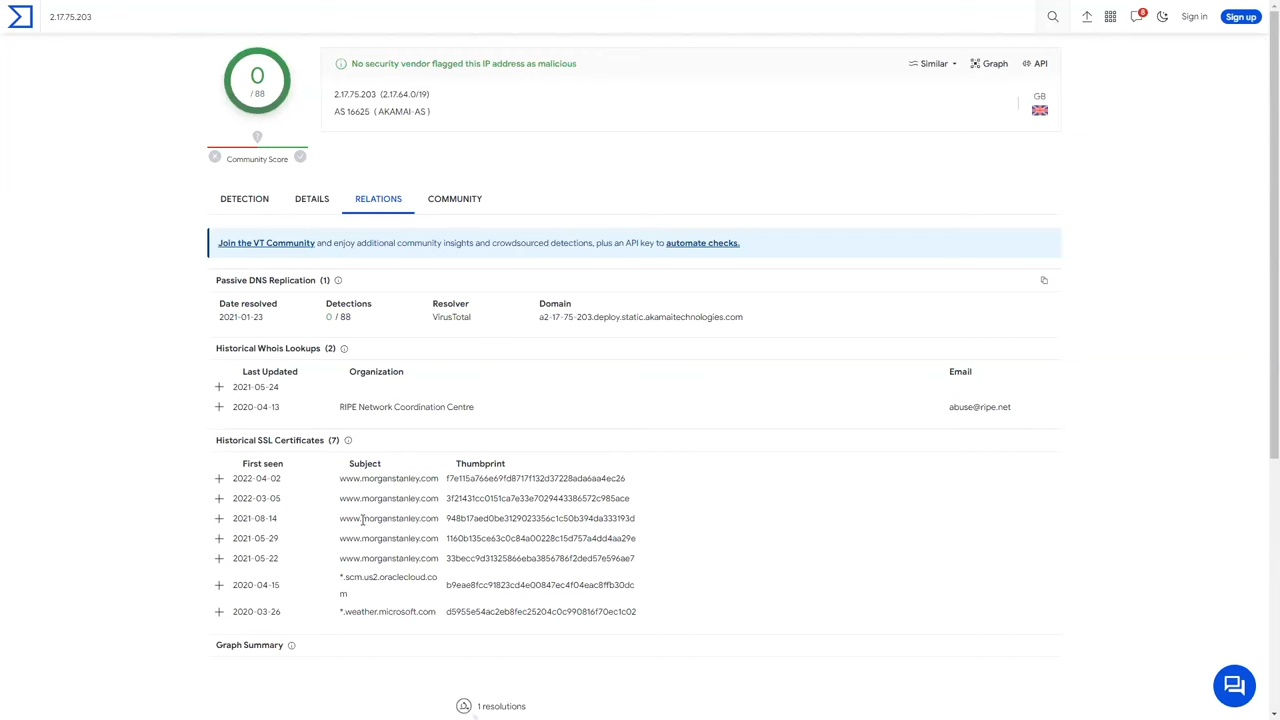 2.17.75.203
8
Sign in
Sign up
0
/ 88
Community Score
No security vendor flagged this IP address as malicious
Similar
Graph
API
2.17.75.203 (2.17.64.0/19)
AS 16625 ( AKAMAI-AS )
GB
DETECTION DETAILS RELATIONS COMMUNITY
Join the VT Community and enjoy additional community insights and crowdsourced detections, plus an API key to automate checks.
Passive DNS Replication (1)
Date resolved Detections Resolver Domain
2021-01-23 0 / 88 VirusTotal a2-17-75-203.deploy.static.akamaitechnologies.com
Historical Whois Lookups (2)
Last Updated Organization Email
+ 2021-05-24
+ 2020-04-13 RIPE Network Coordination Centre abuse@ripe.net
Historical SSL Certificates (7)
First seen Subject Thumbprint
+ 2022-04-02 www.morganstanley.com f7e115a766e69fd8717f132d37228ada6aa4ec26
+ 2022-03-05 www.morganstanley.com 3f21431cc0151ca7e33e7029443386572c985ace
+ 2021-08-14 www.morganstanley.com 948b17aed0be3129023356c1c50b394da333193d
+ 2021-05-29 www.morganstanley.com 1160b135ce63c0c84a00228c15d757a4dd4aa29e
+ 2021-05-22 www.morganstanley.com 33becc9d31325866eba3856786f2ded57e596ae7
+ 2020-04-15 *.scm.us2.oraclecloud.co
m b9eae8fcc91823cd4e00847ec4f04eac8ffb30dc
+ 2020-03-26 *.weather.microsoft.com d5955e54ac2eb8fec25204c0c990816f70ec1c02
Graph Summary
1 resolutions